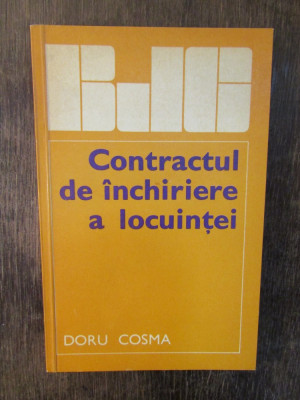 BJC
Contractul
de închiriere
a locuinței
DORU COSMA